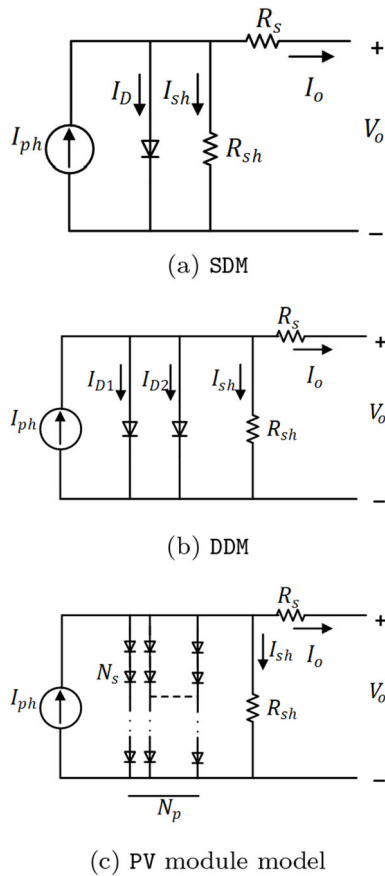 R_s
I_D I_sh
I_o
+
I_ph
R_sh
V_o
−
(a) SDM
R_s
I_D1 I_D2 I_sh
I_o
+
I_ph
R_sh
V_o
−
(b) DDM
R_s
I_sh
I_o
+
N_s
I_ph
R_sh
V_o
−
N_p
(c) PV module model